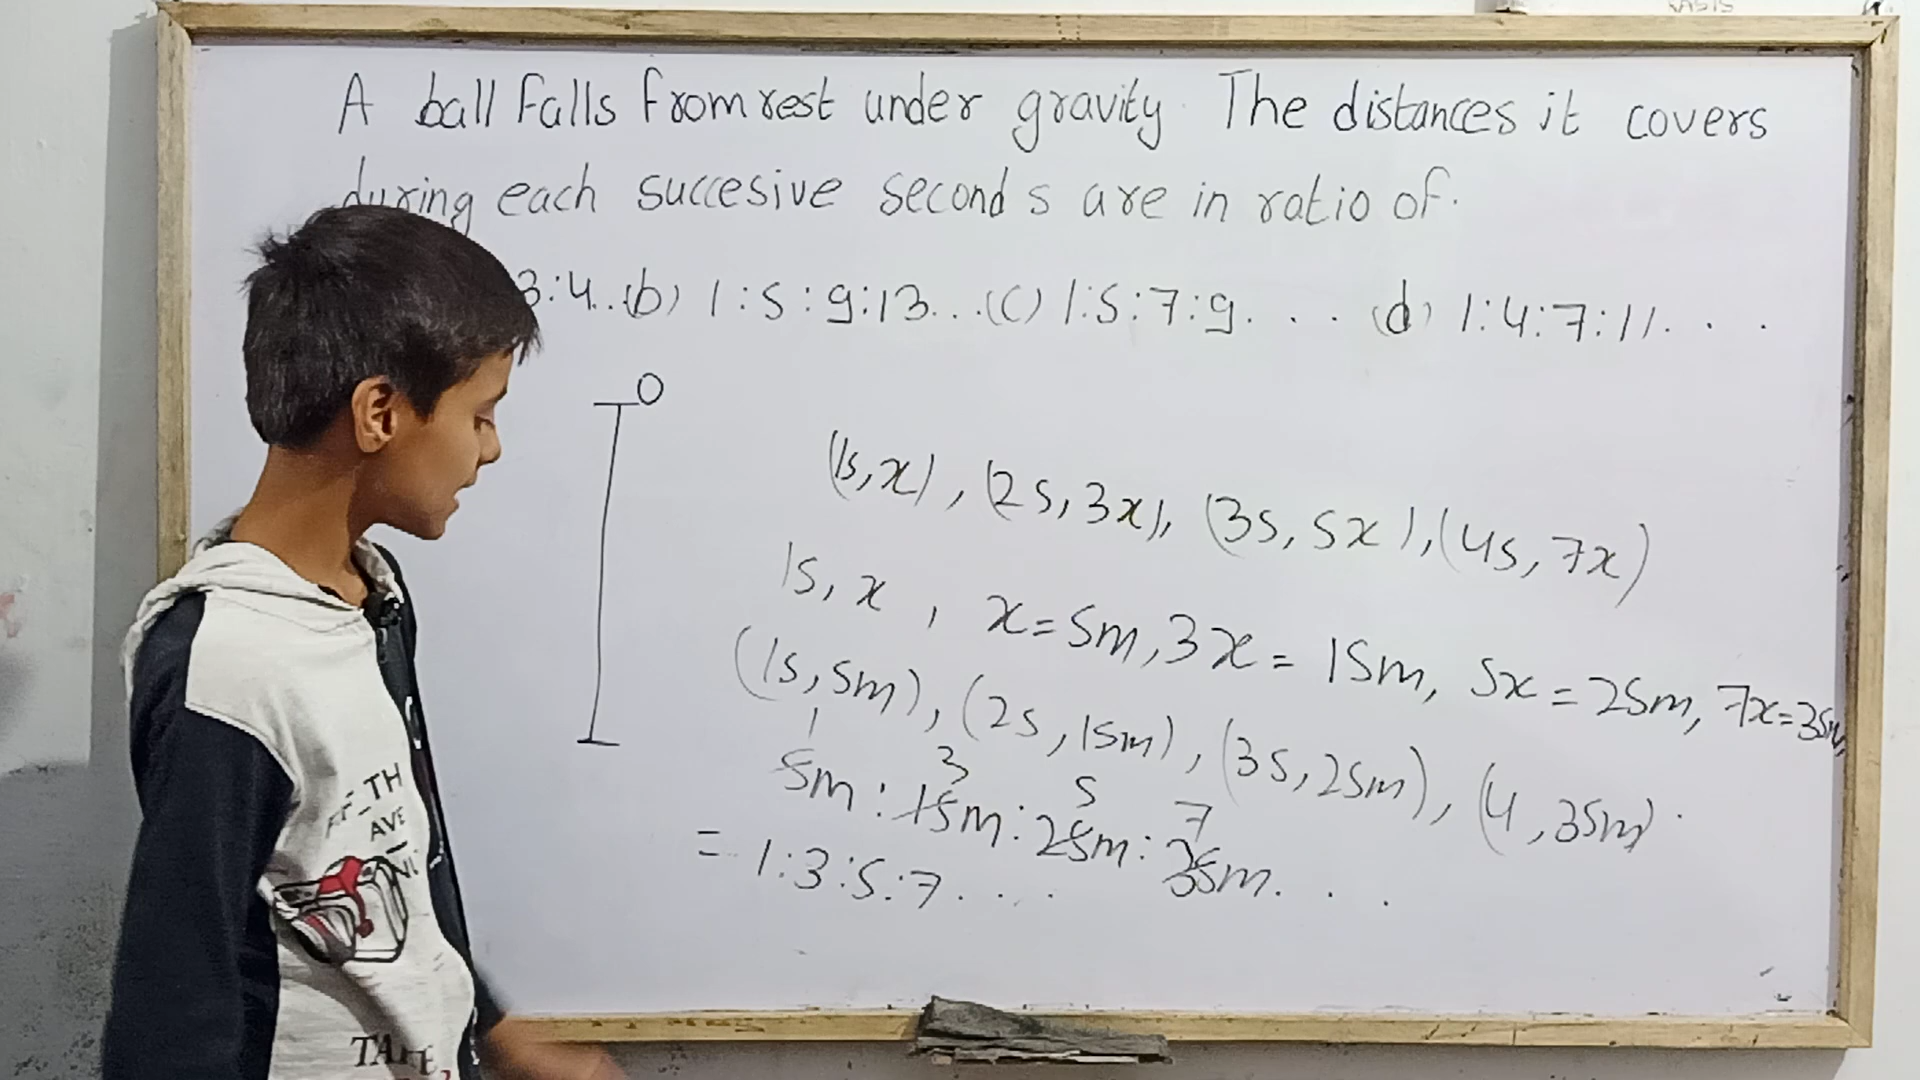 A ball falls from rest under gravity. The distances it covers
during each succesive seconds are in ratio of.
3:4..(b) 1:5:9:13...(c) 1:5:7:9. . . (d) 1:4:7:11. . .
O
(1s,x), (2s,3x), (3s,5x),(4s,7x)
1s,x , x=5m,3x=15m, 5x=25m, 7x=35m,
(1s,5m), (2s,15m), (3s,25m), (4,35m).
1 3 5 7
5m:15m:25m:35m. . .
= 1:3:5:7. . . .
TH
AVE